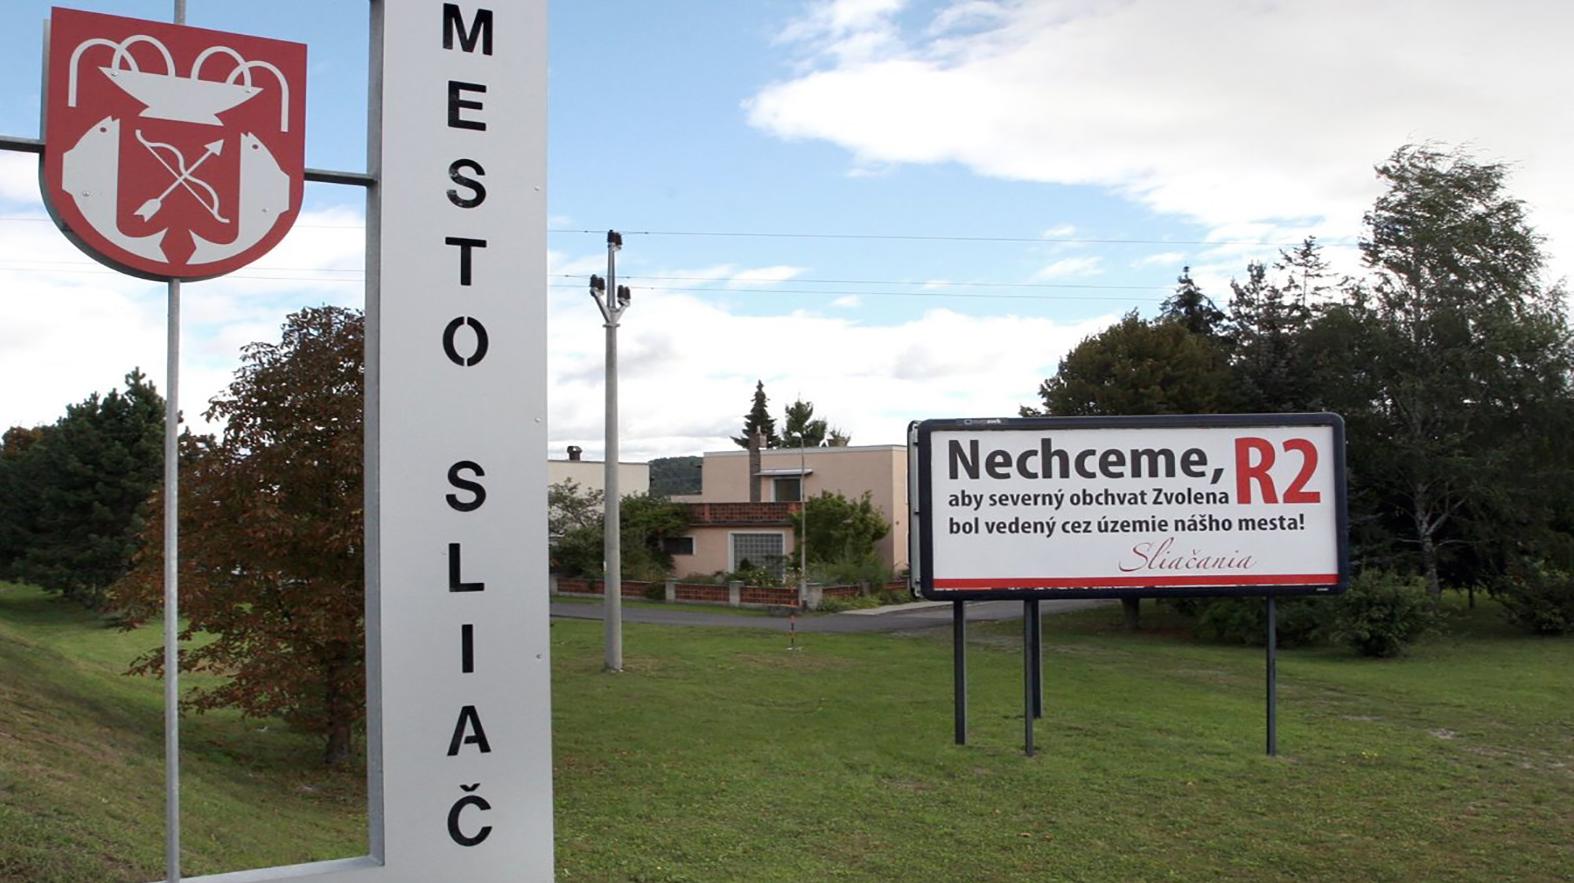 MESTO SLIAČ
Nechceme, R2
aby severný obchvat Zvolena
bol vedený cez územie nášho mesta!
Sliačania